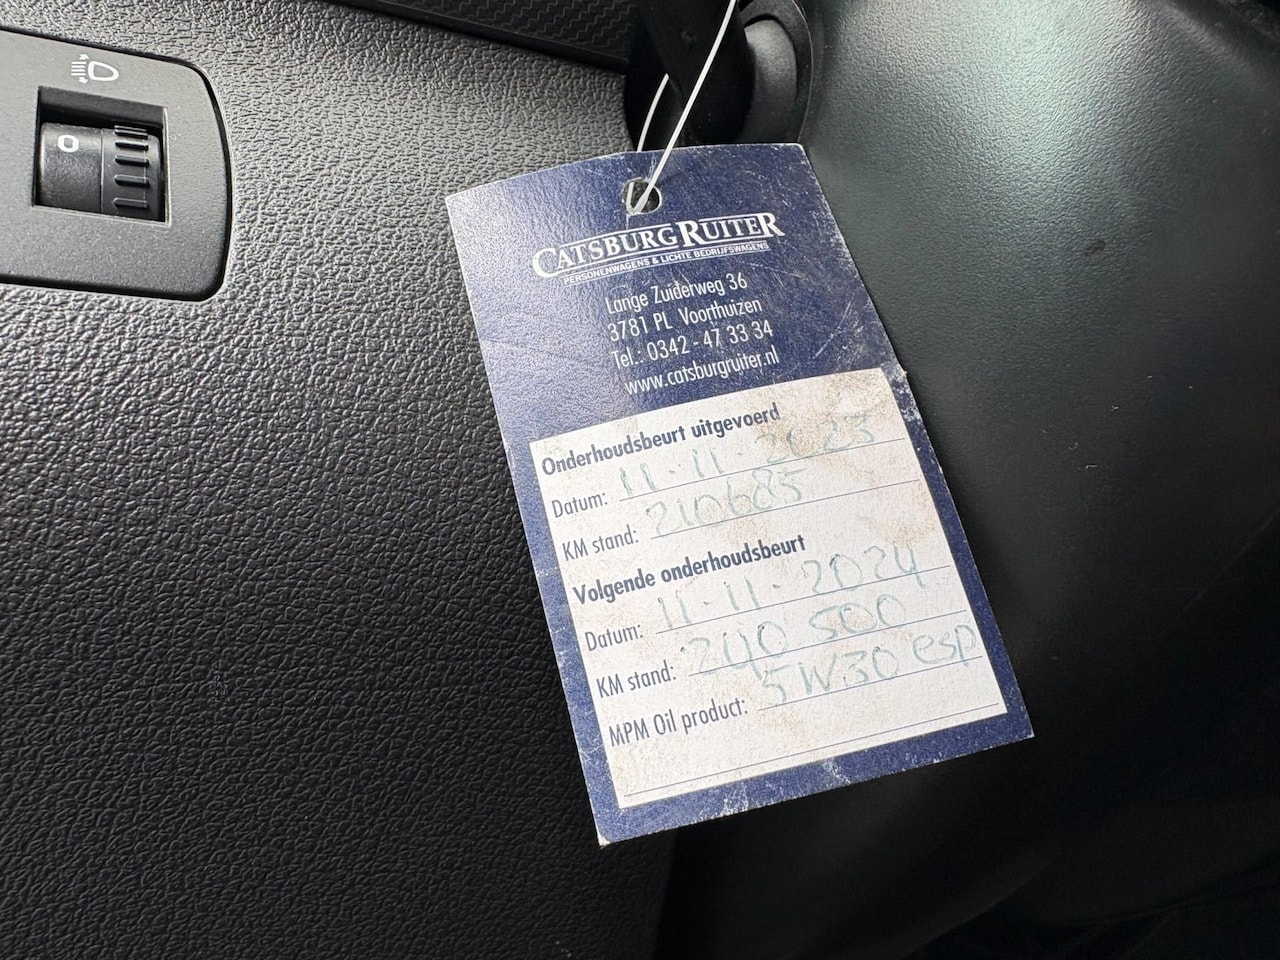 0
CATSBURG RUITER
PERSONENWAGENS & LICHTE BEDRIJFSWAGENS
Lange Zuiderweg 36
3781 PL Voorthuizen
Tel.: 0342 - 47 33 34
www.catsburgruiter.nl
Onderhoudsbeurt uitgevoerd
Datum: 11-11-2023
KM stand: 210685
Volgende onderhoudsbeurt
Datum: 11-11-2024
KM stand: 240 500
MPM Oil product: 5W30 esp